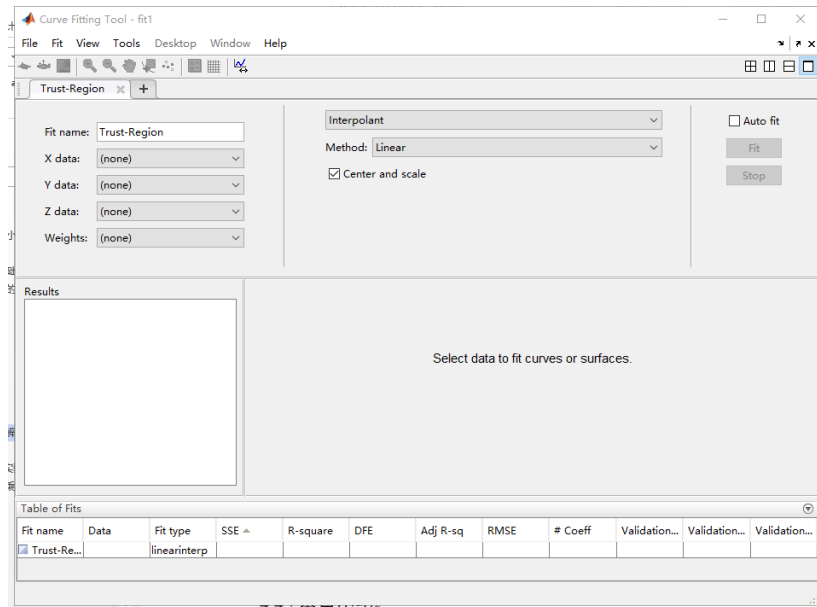 Curve Fitting Tool - fit1
File Fit View Tools Desktop Window Help
Trust-Region
Fit name: Trust-Region
X data: (none)
Y data: (none)
Z data: (none)
Weights: (none)
Interpolant
Method: Linear
Center and scale
Auto fit
Fit
Stop
Results
Select data to fit curves or surfaces.
Table of Fits
Fit name Data Fit type SSE R-square DFE Adj R-sq RMSE # Coeff Validation... Validation... Validation...
Trust-Re... linearinterp